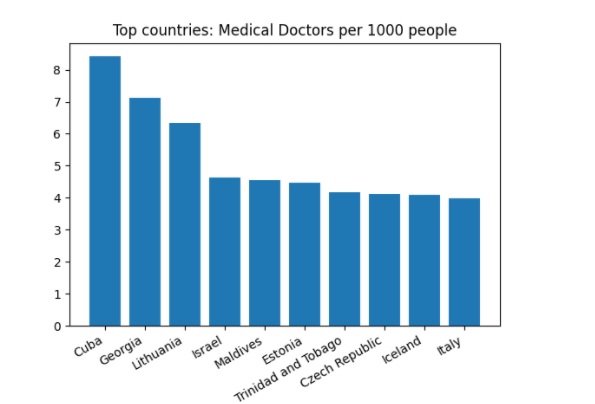 Top countries: Medical Doctors per 1000 people
8
7
6
5
4
3
2
1
0
Cuba
Georgia
Lithuania
Israel
Maldives
Estonia
Trinidad and Tobago
Czech Republic
Iceland
Italy